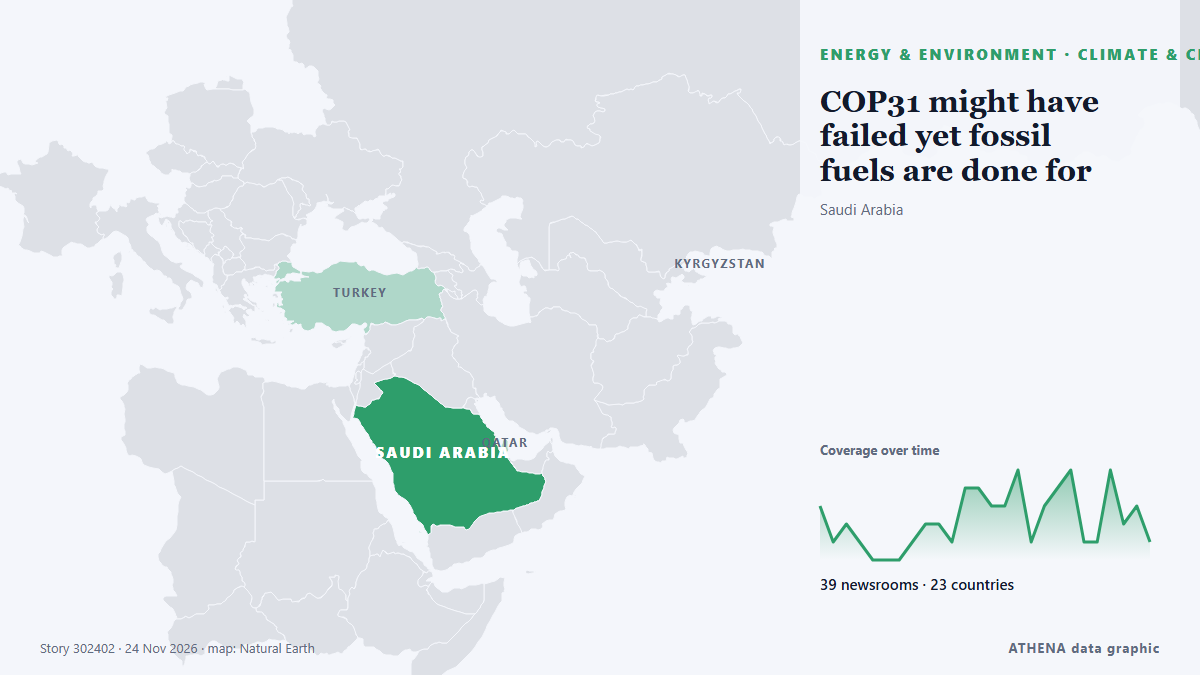 ENERGY & ENVIRONMENT · CLIMATE &
COP31 might have
failed yet fossil
fuels are done for
Saudi Arabia
KYRGYZSTAN
TURKEY
QATAR
SAUDI ARABIA
Coverage over time
39 newsrooms · 23 countries
Story 302402 · 24 Nov 2026 · map: Natural Earth
ATHENA data graphic